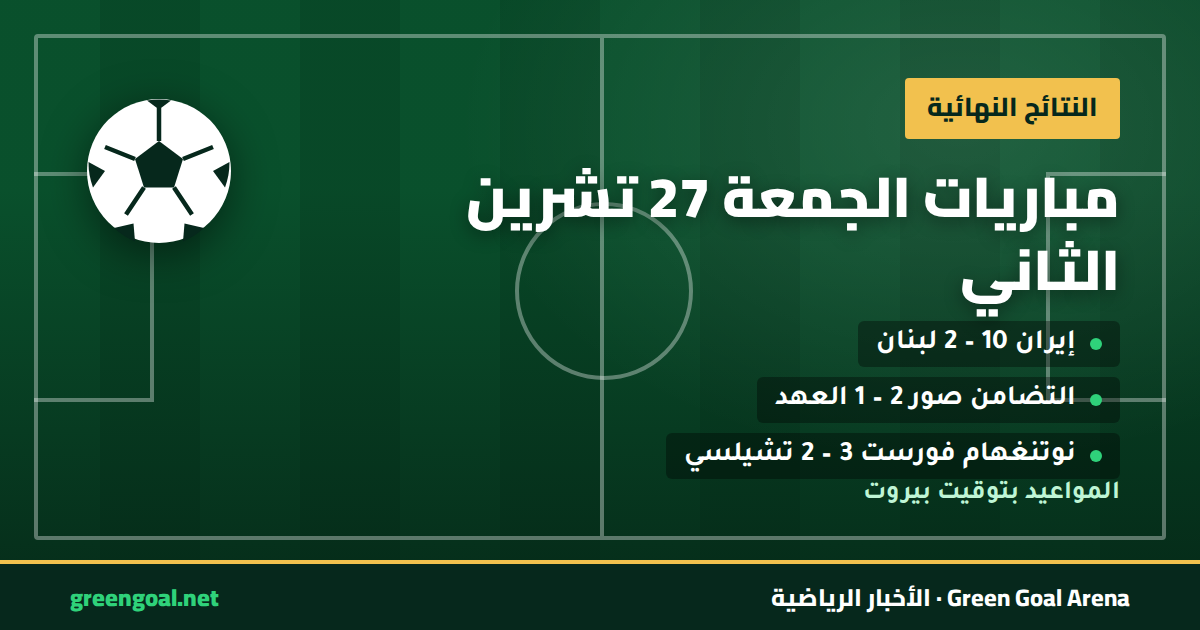 النتائج النهائية
مباريات الجمعة 27 تشرين
الثاني
إيران 10 - 2 لبنان
التضامن صور 2 - 1 العهد
نوتنغهام فورست 3 - 2 تشيلسي
المواعيد بتوقيت بيروت
Green Goal Arena · الأخبار الرياضية
greengoal.net